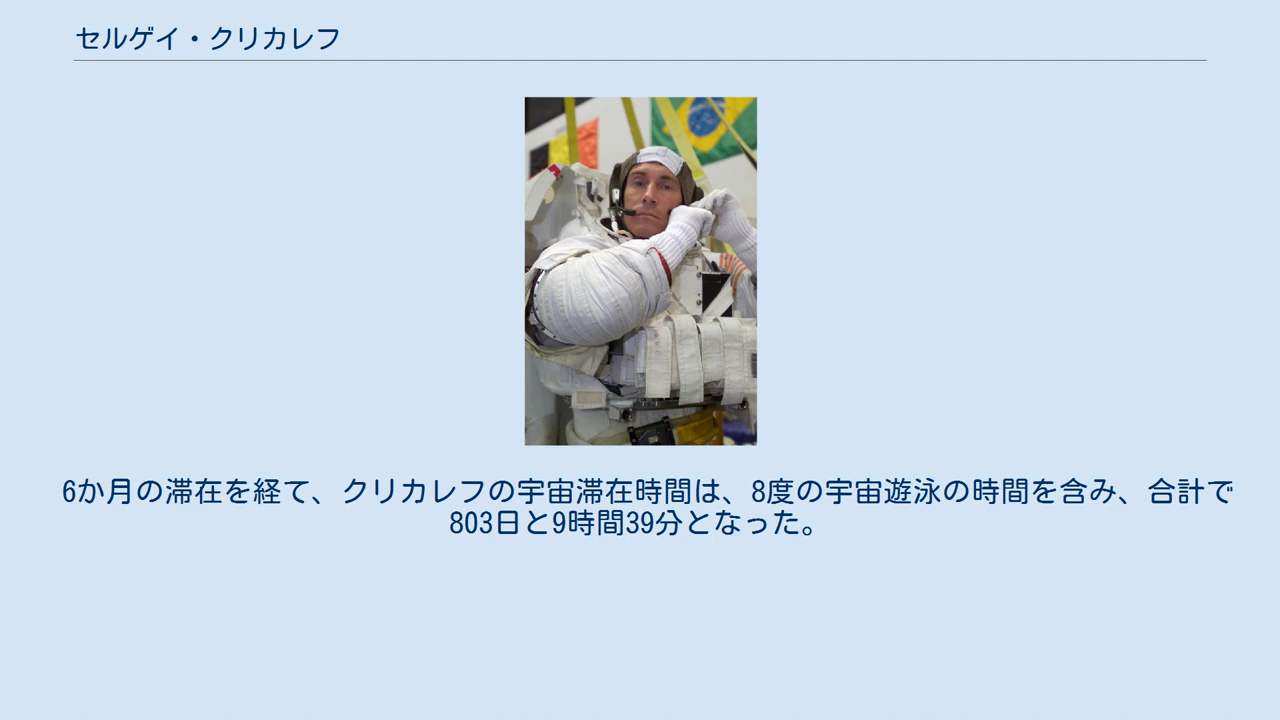 セルゲイ・クリカレフ
6か月の滞在を経て、クリカレフの宇宙滞在時間は、8度の宇宙遊泳の時間を含み、合計で
803日と9時間39分となった。